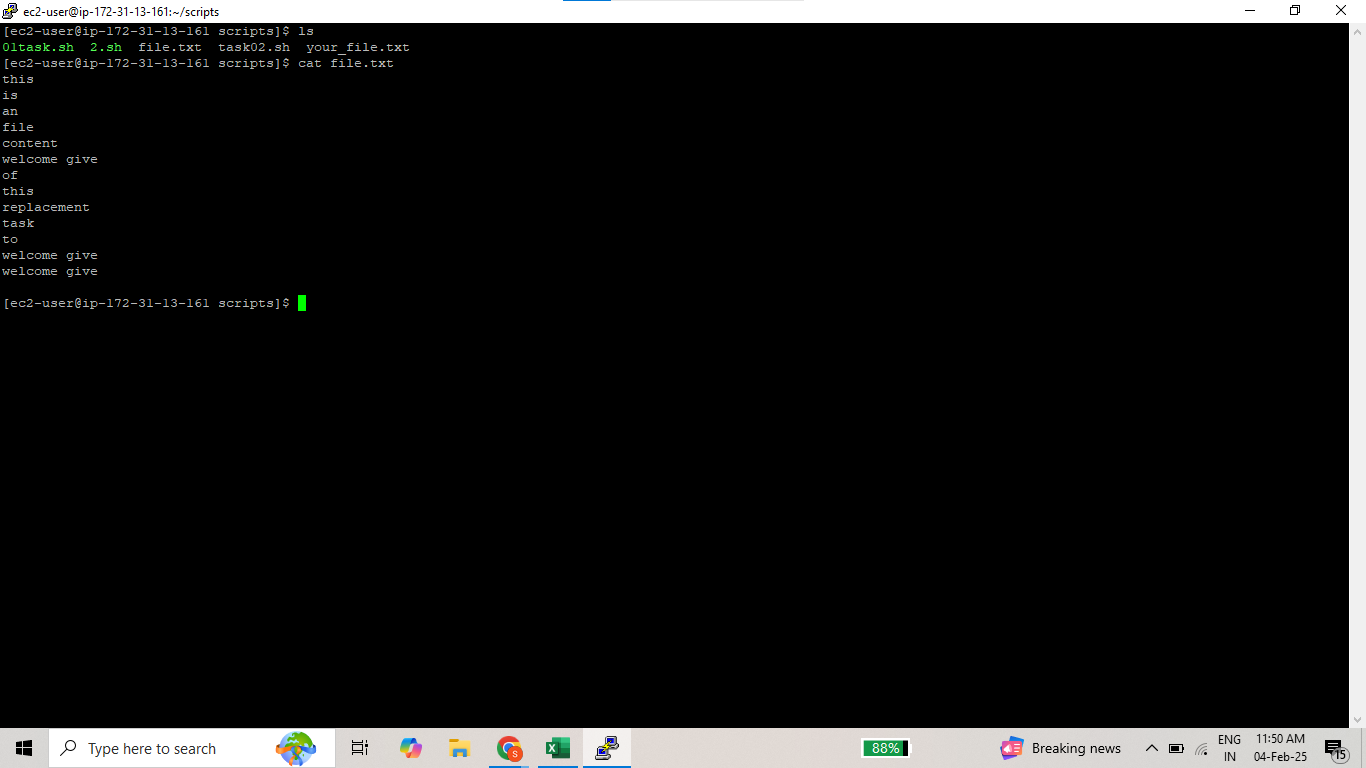 ec2-user@ip-172-31-13-161:~/scripts
[ec2-user@ip-172-31-13-161 scripts]$ ls
01task.sh  2.sh  file.txt  task02.sh  your_file.txt
[ec2-user@ip-172-31-13-161 scripts]$ cat file.txt
this
is
an
file
content
welcome give
of
this
replacement
task
to
welcome give
welcome give
[ec2-user@ip-172-31-13-161 scripts]$
Type here to search
S
X
88%
Breaking news
ENG
IN
11:50 AM
04-Feb-25
15